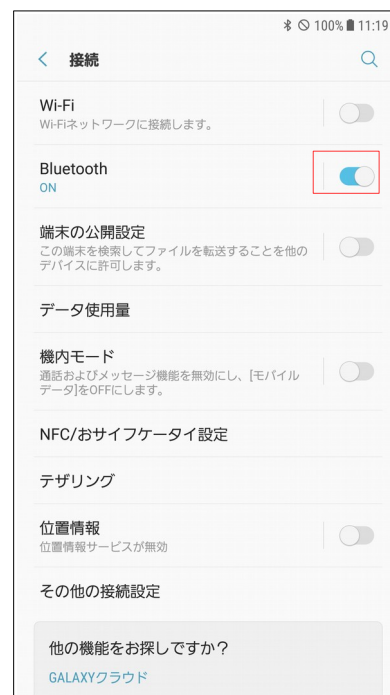 100% 11:19
接続
Wi-Fi
Wi-Fiネットワークに接続します。
Bluetooth
ON
端末の公開設定
この端末を検索してファイルを転送することを他の
デバイスに許可します。
データ使用量
機内モード
通話およびメッセージ機能を無効にし、[モバイル
データ]をOFFにします。
NFC/おサイフケータイ設定
テザリング
位置情報
位置情報サービスが無効
その他の接続設定
他の機能をお探しですか？
GALAXYクラウド